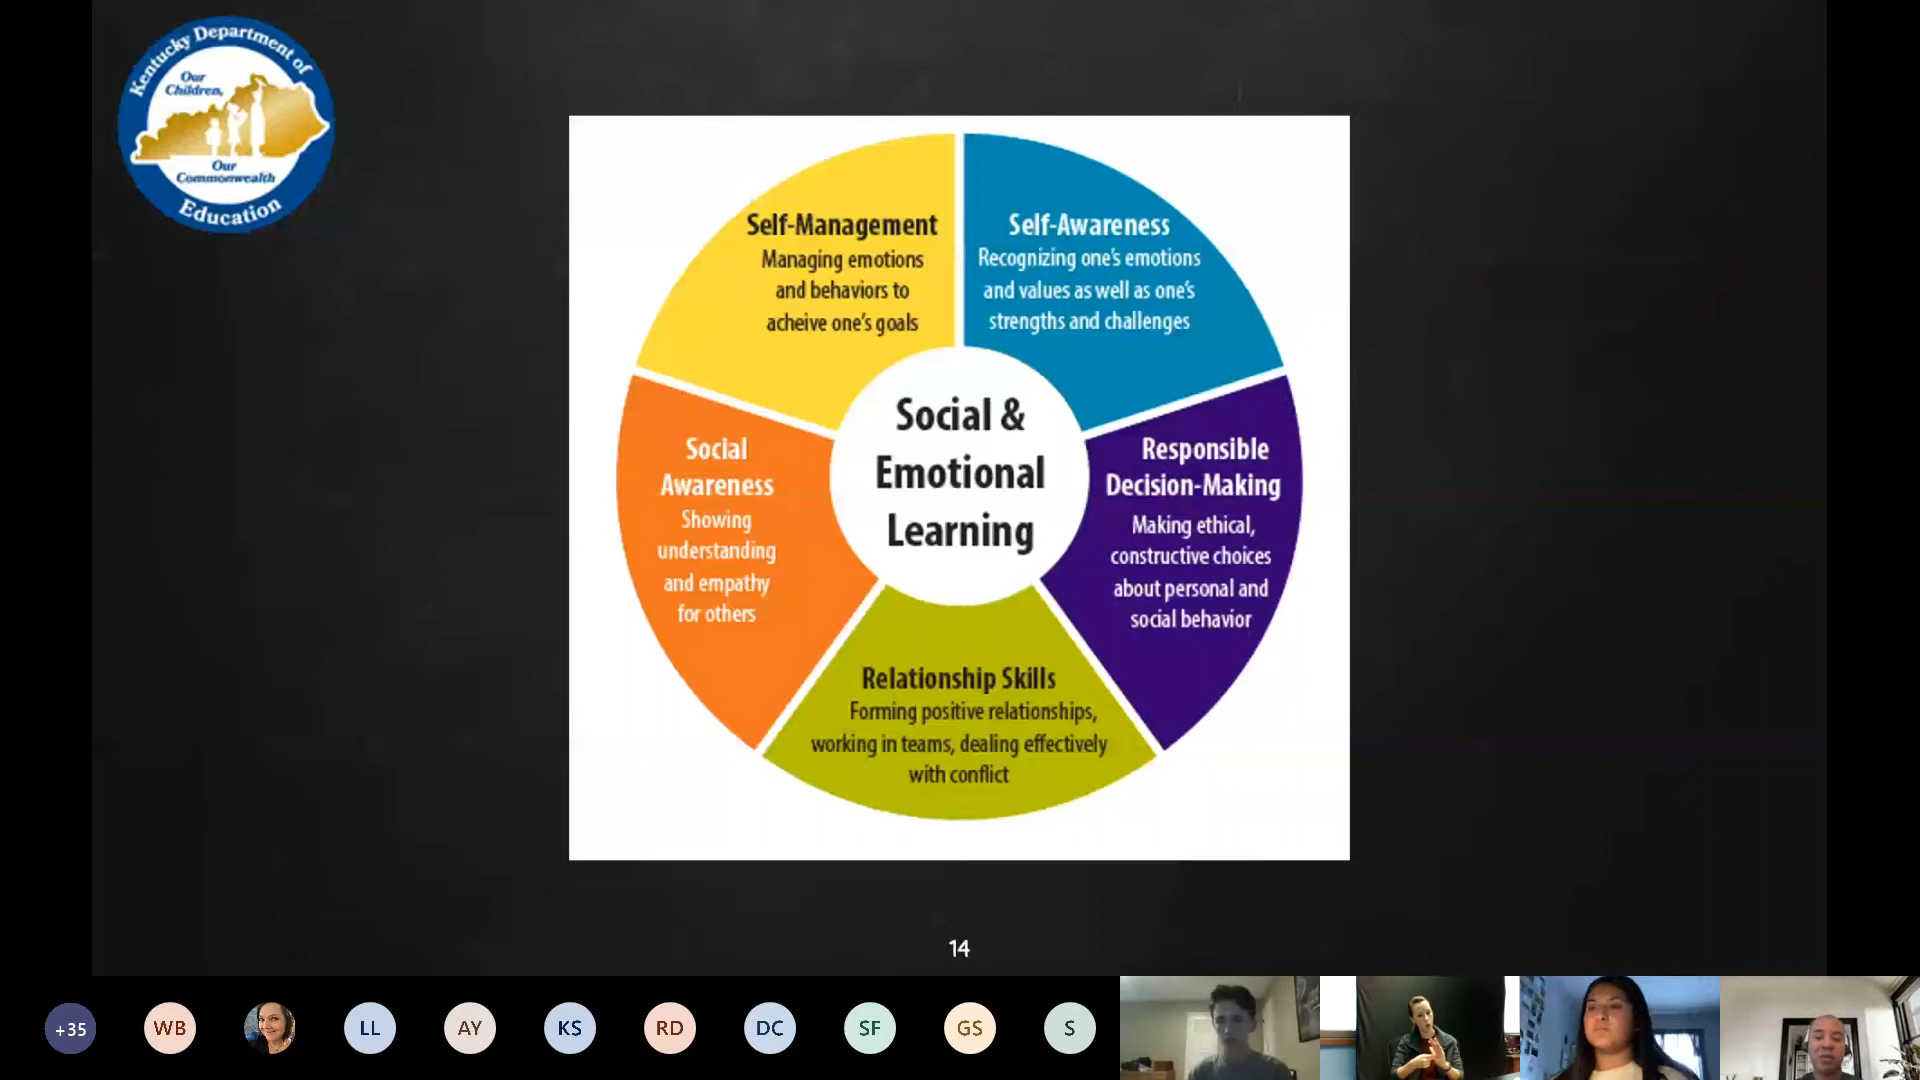 Kentucky Department of
Our
Children,
Our
Commonwealth
Education
Self-Management
Managing emotions
and behaviors to
acheive one's goals
Self-Awareness
Recognizing one's emotions
and values as well as one's
strengths and challenges
Social &
Emotional
Learning
Social
Awareness
Showing
understanding
and empathy
for others
Responsible
Decision-Making
Making ethical,
constructive choices
about personal and
social behavior
Relationship Skills
Forming positive relationships,
working in teams, dealing effectively
with conflict
14
+35
WB
LL
AY
KS
RD
DC
SF
GS
S